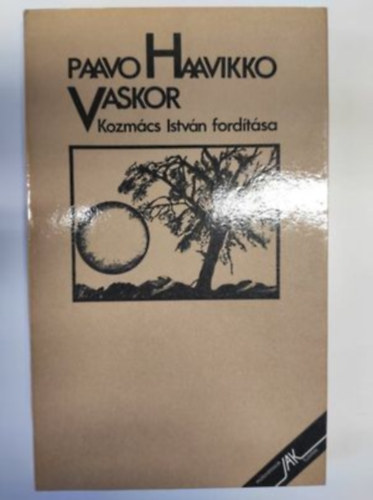 PAAVO HAAVIKKO
VASKOR
Kozmács István fordítása
JAK